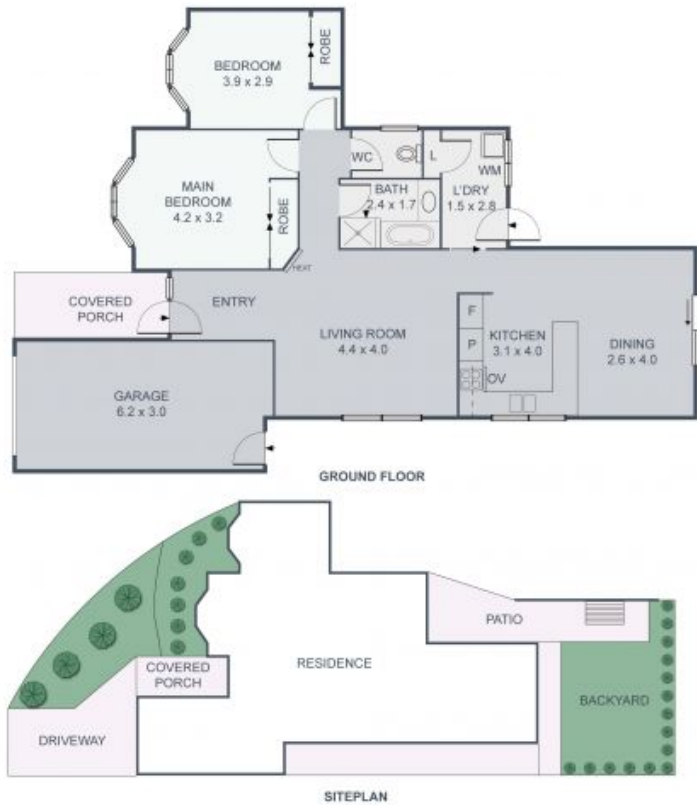 BEDROOM
3.9 x 2.9
ROBE
MAIN
BEDROOM
4.2 x 3.2
ROBE
WC
L
WM
BATH
2.4 x 1.7
L'DRY
1.5 x 2.8
HEAT
COVERED
PORCH
ENTRY
LIVING ROOM
4.4 x 4.0
F
P
KITCHEN
3.1 x 4.0
OV
DINING
2.6 x 4.0
GARAGE
6.2 x 3.0
GROUND FLOOR
PATIO
RESIDENCE
COVERED
PORCH
BACKYARD
DRIVEWAY
SITEPLAN